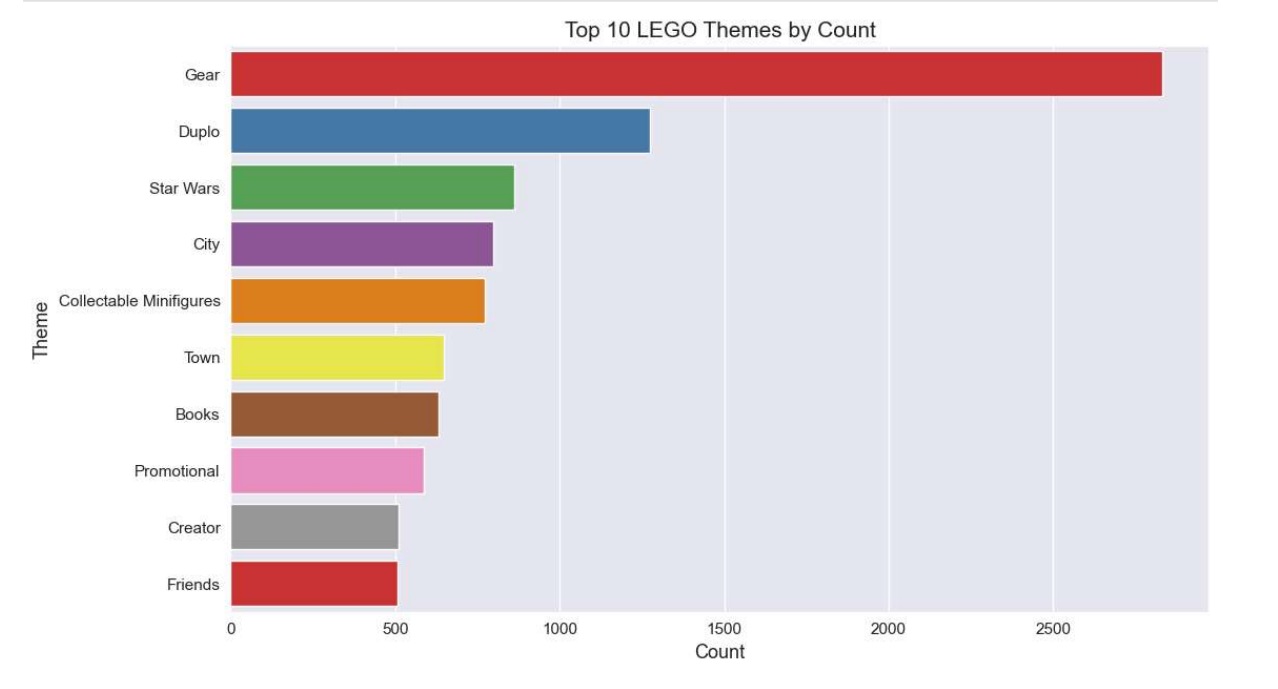 Top 10 LEGO Themes by Count
Theme
Gear
Duplo
Star Wars
City
Collectable Minifigures
Town
Books
Promotional
Creator
Friends
0 500 1000 1500 2000 2500
Count